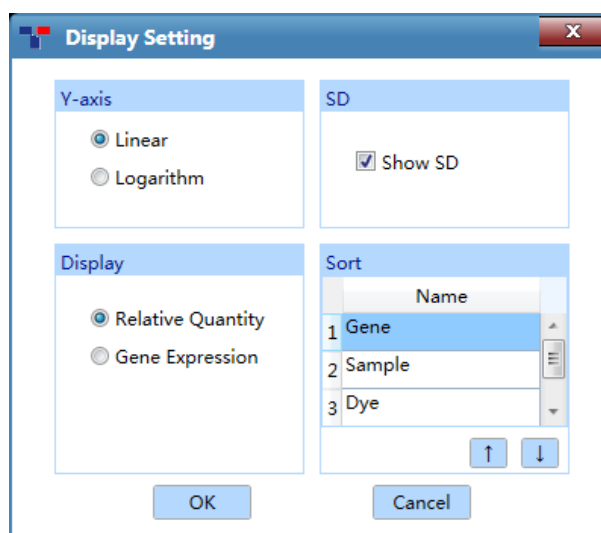 Display Setting
x
Y-axis
Linear
Logarithm
SD
Show SD
Display
Relative Quantity
Gene Expression
Sort
Name
1 Gene
2 Sample
3 Dye
↑ ↓
OK
Cancel